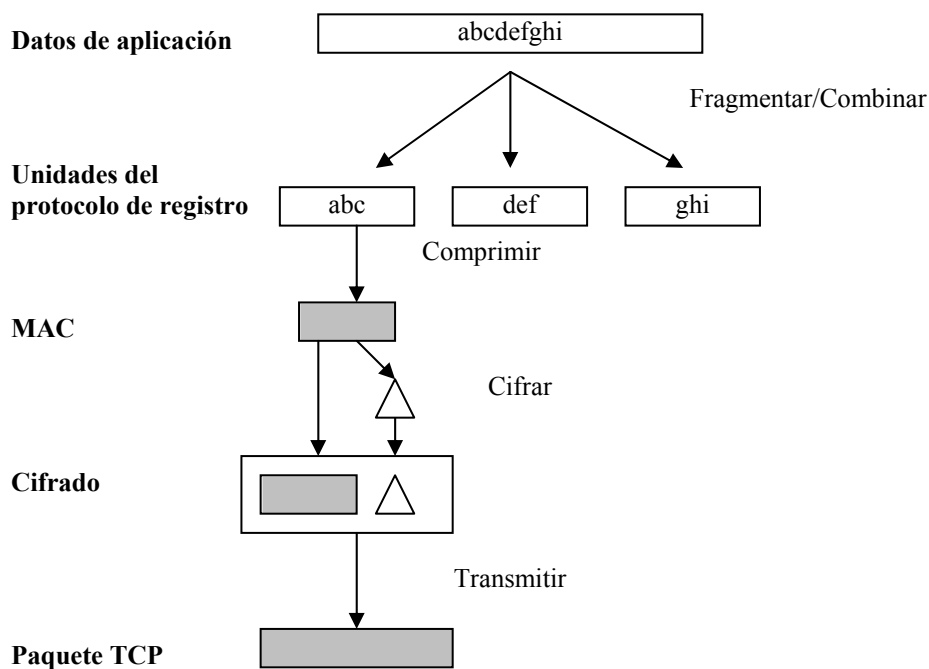 Datos de aplicación
abcdefghi
Fragmentar/Combinar
Unidades del
protocolo de registro
abc
def
ghi
Comprimir
MAC
Cifrar
Cifrado
Transmitir
Paquete TCP